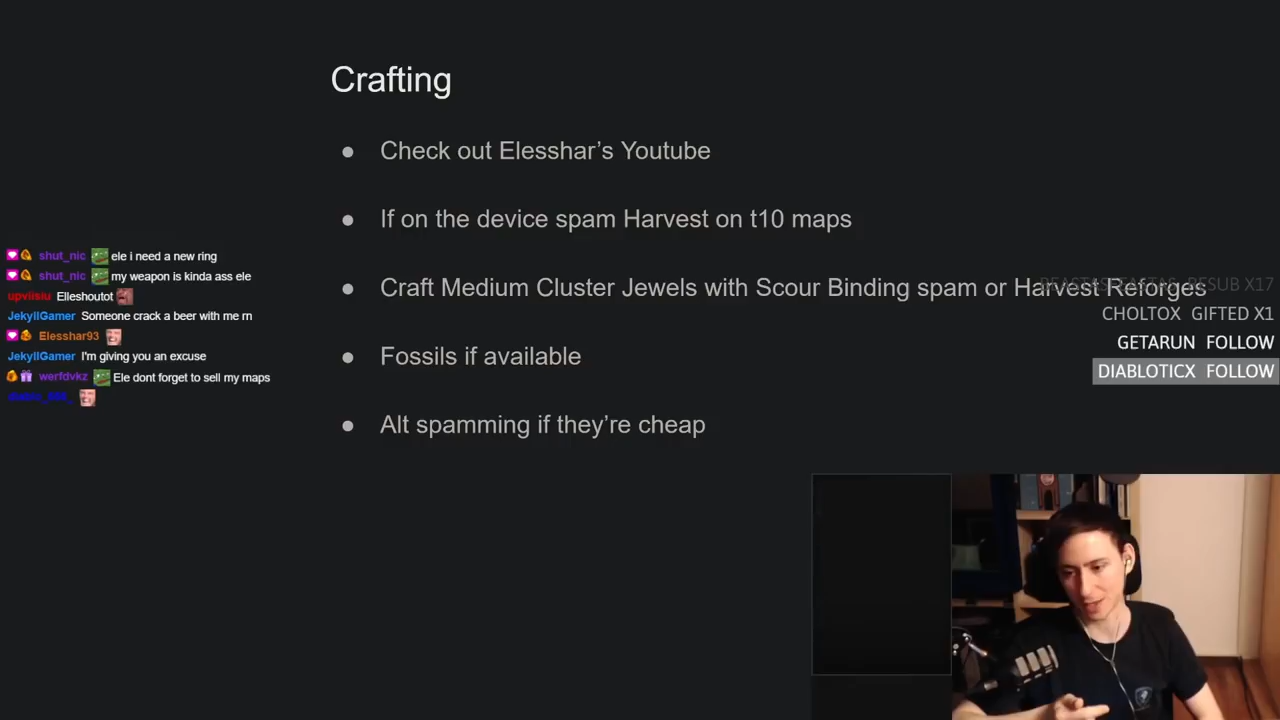 Crafting
● Check out Elesshar’s Youtube
● If on the device spam Harvest on t10 maps
● Craft Medium Cluster Jewels with Scour Binding spam or Harvest Reforges
● Fossils if available
● Alt spamming if they’re cheap
shut_nic ele i need a new ring
shut_nic my weapon is kinda ass ele
upviisiu Elleshoutot
JekyllGamer Someone crack a beer with me rn
Elesshar93
JekyllGamer I'm giving you an excuse
werfdvkz Ele dont forget to sell my maps
RESUB X17
CHOLTOX GIFTED X1
GETARUN FOLLOW
DIABLOTICX FOLLOW